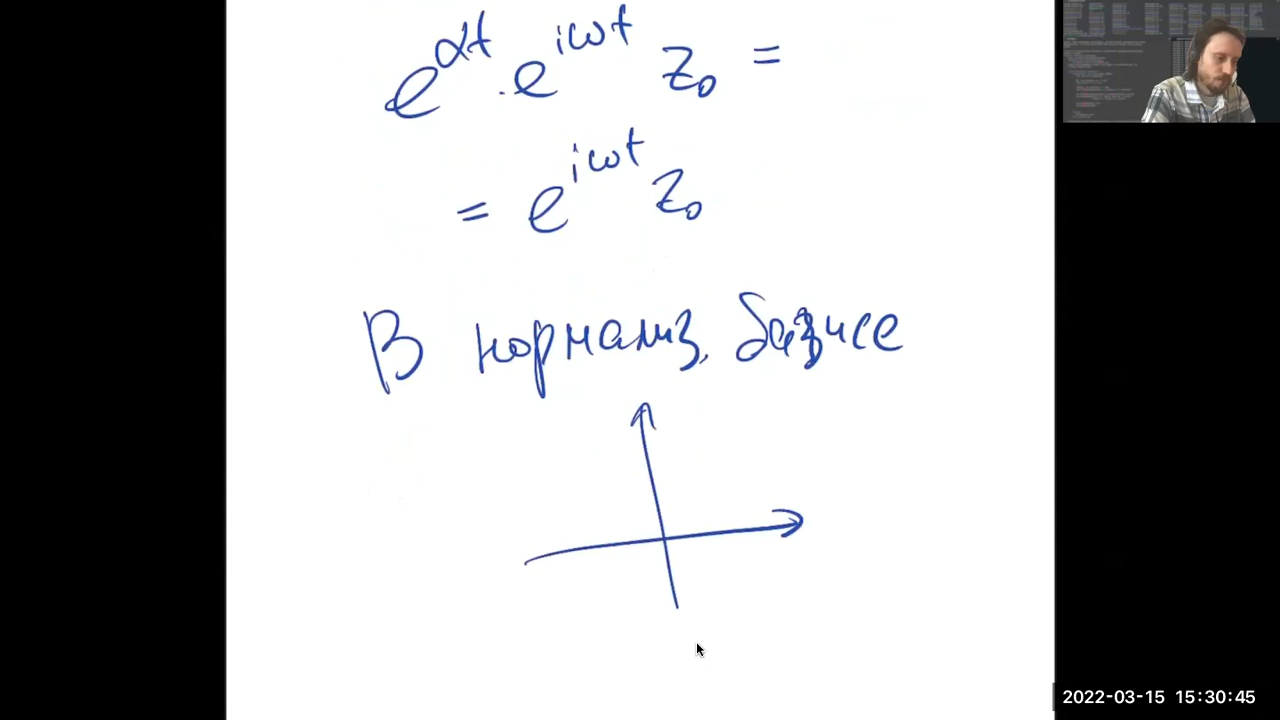 e^{αt} · e^{iωt} z₀ =
= e^{iωt} z₀
В нормализ. базисе
2022-03-15 15:30:45